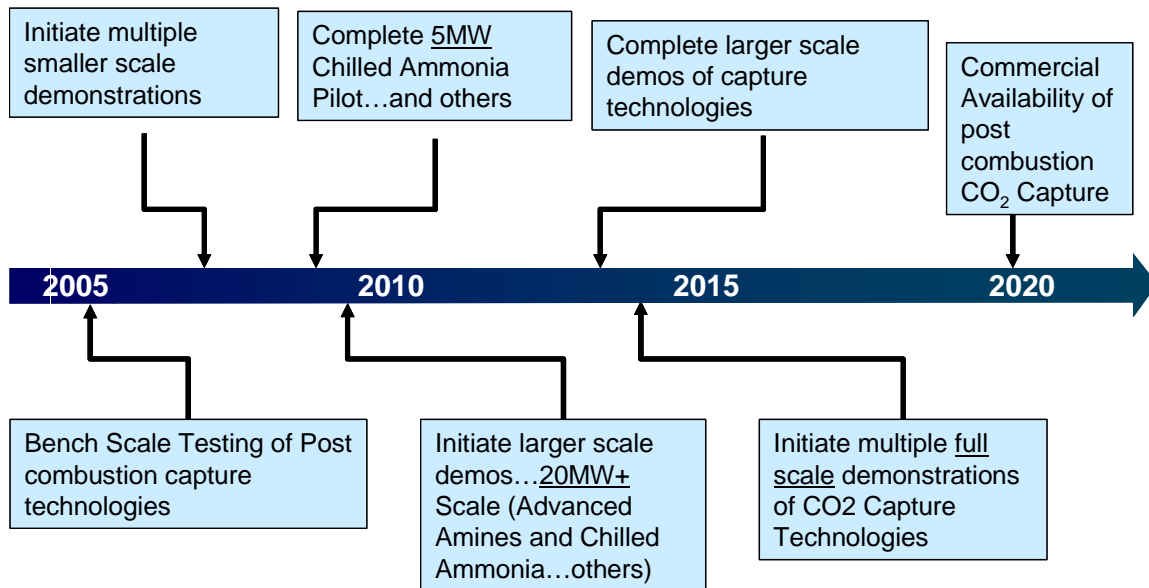 Initiate multiple
smaller scale
demonstrations
Complete 5MW
Chilled Ammonia
Pilot…and others
Complete larger scale
demos of capture
technologies
Commercial
Availability of
post
combustion
CO₂ Capture
2005
2010
2015
2020
Bench Scale Testing of Post
combustion capture
technologies
Initiate larger scale
demos…20MW+
Scale (Advanced
Amines and Chilled
Ammonia…others)
Initiate multiple full
scale demonstrations
of CO2 Capture
Technologies